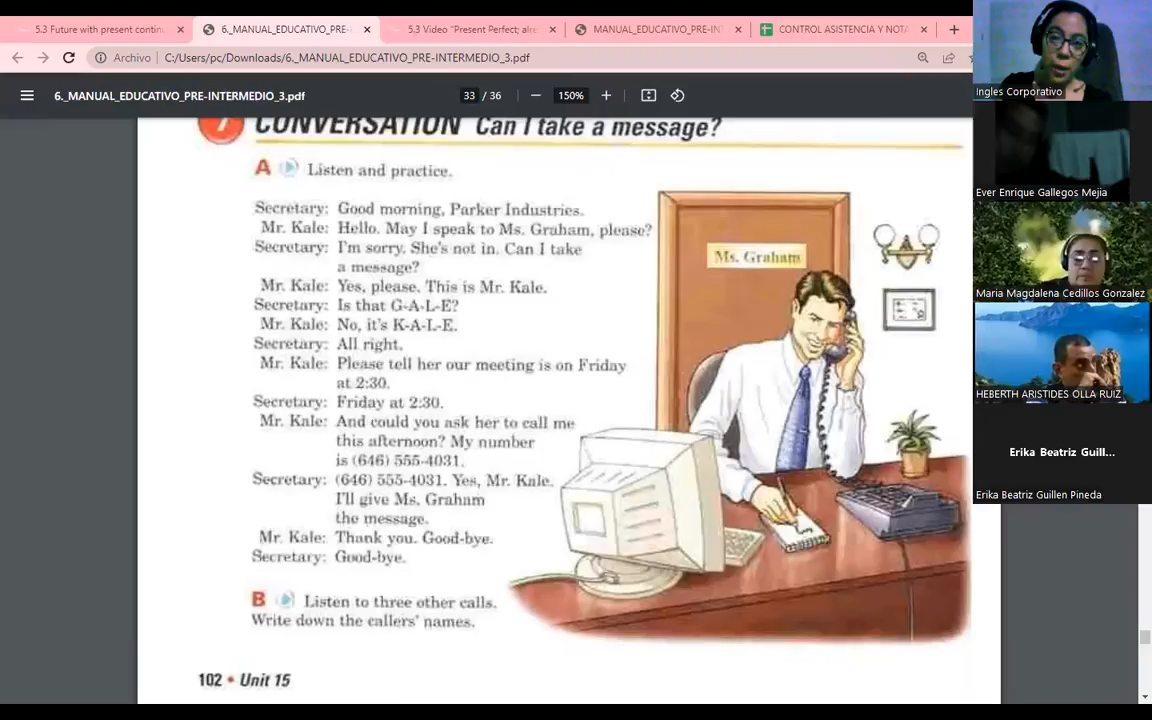 5.3 Future with present contin
6._MANUAL_EDUCATIVO_PRE-
5.3 Video "Present Perfect; alre
MANUAL_EDUCATIVO_PRE-INT
CONTROL ASISTENCIA Y NOTA
Archivo
C:/Users/pc/Downloads/6._MANUAL_EDUCATIVO_PRE-INTERMEDIO_3.pdf
6._MANUAL_EDUCATIVO_PRE-INTERMEDIO_3.pdf
33 / 36
150%
7 CONVERSATION Can I take a message?
A Listen and practice.
Secretary: Good morning, Parker Industries.
Mr. Kale: Hello. May I speak to Ms. Graham, please?
Secretary: I'm sorry. She's not in. Can I take
a message?
Mr. Kale: Yes, please. This is Mr. Kale.
Secretary: Is that G-A-L-E?
Mr. Kale: No, it's K-A-L-E.
Secretary: All right.
Mr. Kale: Please tell her our meeting is on Friday
at 2:30.
Secretary: Friday at 2:30.
Mr. Kale: And could you ask her to call me
this afternoon? My number
is (646) 555-4031.
Secretary: (646) 555-4031. Yes, Mr. Kale.
I'll give Ms. Graham
the message.
Mr. Kale: Thank you. Good-bye.
Secretary: Good-bye.
Ms. Graham
B Listen to three other calls.
Write down the callers' names.
102 • Unit 15
Ingles Corporativo
Ever Enrique Gallegos Mejia
Maria Magdalena Cedillos Gonzalez
HEBERTH ARISTIDES OLLA RUIZ
Erika Beatriz Guill...
Erika Beatriz Guillen Pineda